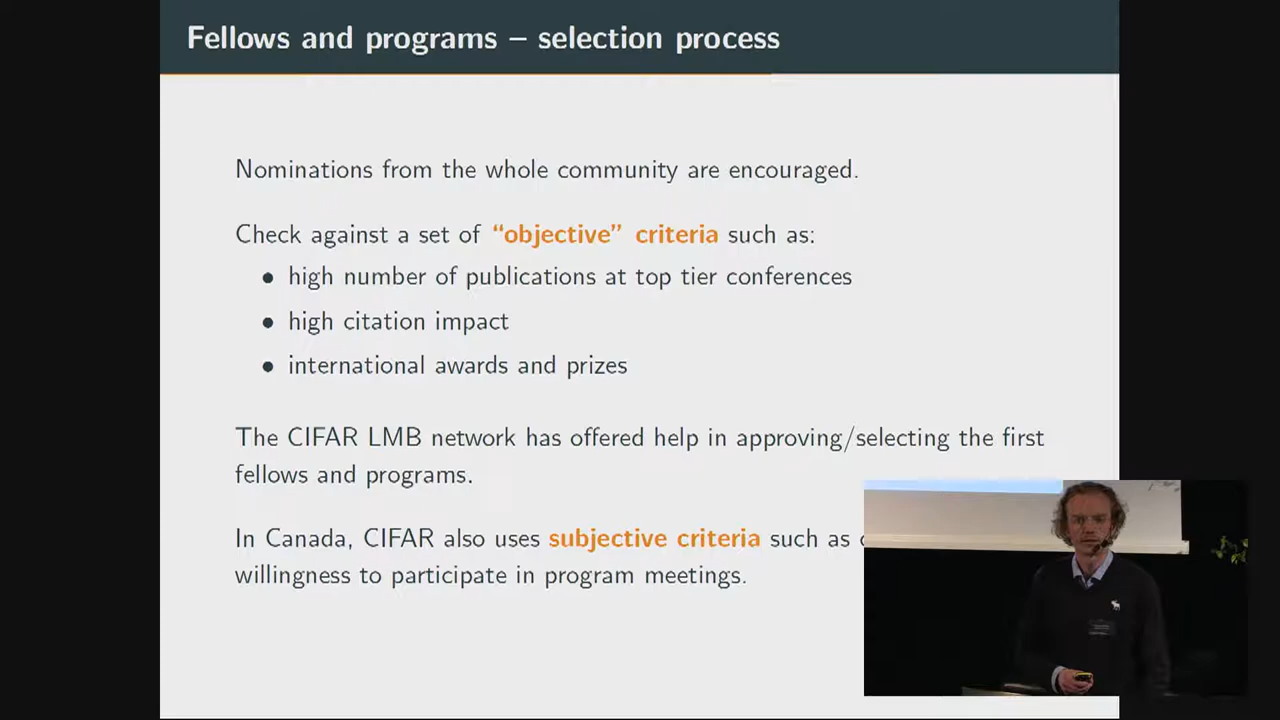 Fellows and programs – selection process
Nominations from the whole community are encouraged.
Check against a set of “objective” criteria such as:
• high number of publications at top tier conferences
• high citation impact
• international awards and prizes
The CIFAR LMB network has offered help in approving/selecting the first
fellows and programs.
In Canada, CIFAR also uses subjective criteria such as
willingness to participate in program meetings.